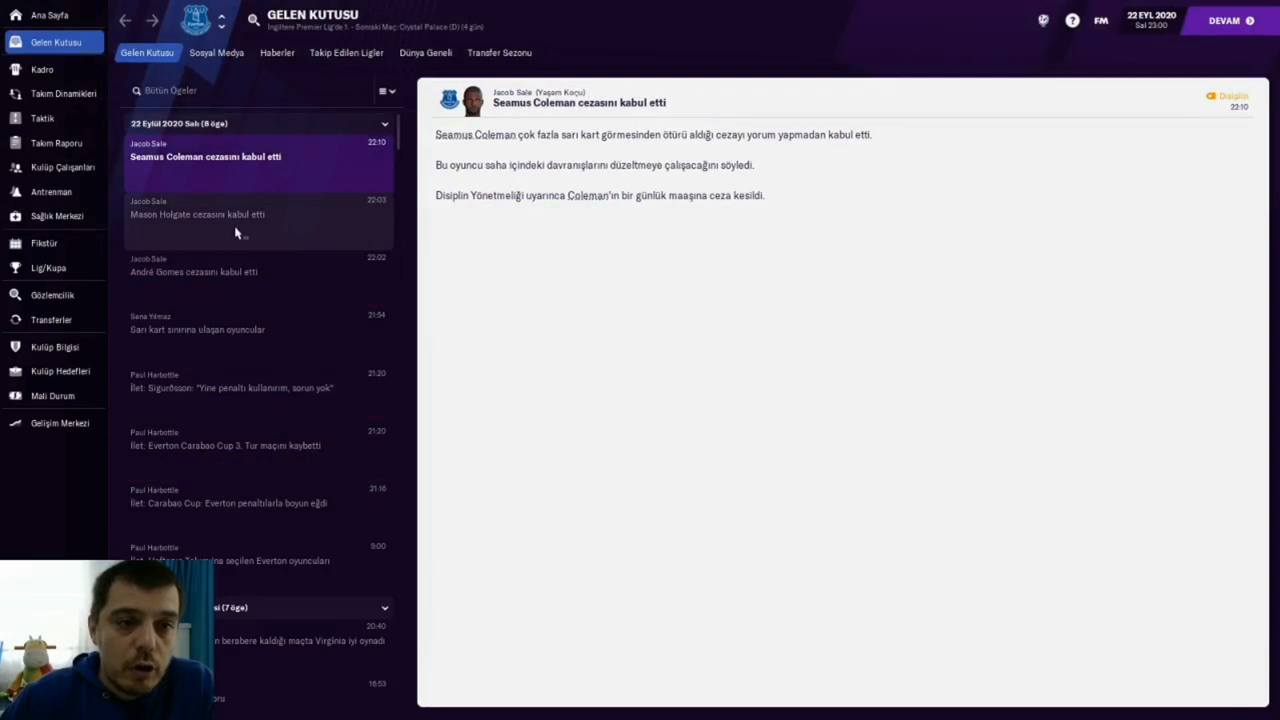 Ana Sayfa
Gelen Kutusu
Kadro
Takım Dinamikleri
Taktik
Takım Raporu
Kulüp Çalışanları
Antrenman
Sağlık Merkezi
Fikstür
Lig/Kupa
Gözlemcilik
Transferler
Kulüp Bilgisi
Kulüp Hedefleri
Mali Durum
Gelişim Merkezi
GELEN KUTUSU
İngiltere Premier Lig'de 1. - Sonraki Maç: Crystal Palace (D) (4 gün)
?
FM
22 EYL 2020
Sal 23:00
DEVAM
Gelen Kutusu
Sosyal Medya
Haberler
Takip Edilen Ligler
Dünya Geneli
Transfer Sezonu
Bütün Ögeler
22 Eylül 2020 Salı (8 öge)
Jacob Sale 22:10
Seamus Coleman cezasını kabul etti
Jacob Sale 22:03
Mason Holgate cezasını kabul etti
Jacob Sale 22:02
André Gomes cezasını kabul etti
Sena Yılmaz 21:54
Sarı kart sınırına ulaşan oyuncular
Paul Harbottle 21:20
İlet: Sigurðsson: "Yine penaltı kullanırım, sorun yok"
Paul Harbottle 21:20
İlet: Everton Carabao Cup 3. Tur maçını kaybetti
Paul Harbottle 21:16
İlet: Carabao Cup: Everton penaltılarla boyun eğdi
Paul Harbottle 9:00
seçilen Everton oyuncuları
(7 öge)
20:40
berabere kaldığı maçta Virgínia iyi oynadı
16:53
Jacob Sale (Yaşam Koçu)
Seamus Coleman cezasını kabul etti
Disiplin
22:10
Seamus Coleman çok fazla sarı kart görmesinden ötürü aldığı cezayı yorum yapmadan kabul etti.
Bu oyuncu saha içindeki davranışlarını düzeltmeye çalışacağını söyledi.
Disiplin Yönetmeliği uyarınca Coleman'ın bir günlük maaşına ceza kesildi.